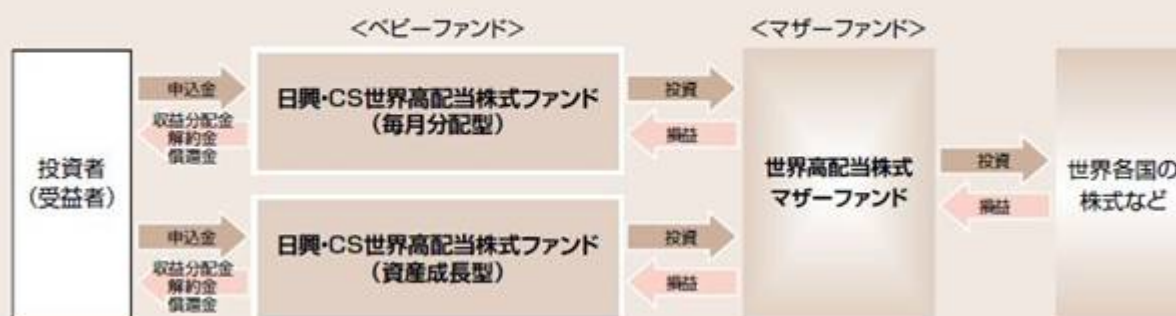 <ベビーファンド>
<マザーファンド>
投資者
(受益者)
申込金
収益分配金
解約金
償還金
日興・CS世界高配当株式ファンド
(毎月分配型)
投資
損益
申込金
収益分配金
解約金
償還金
日興・CS世界高配当株式ファンド
(資産成長型)
投資
損益
世界高配当株式
マザーファンド
投資
損益
世界各国の
株式など